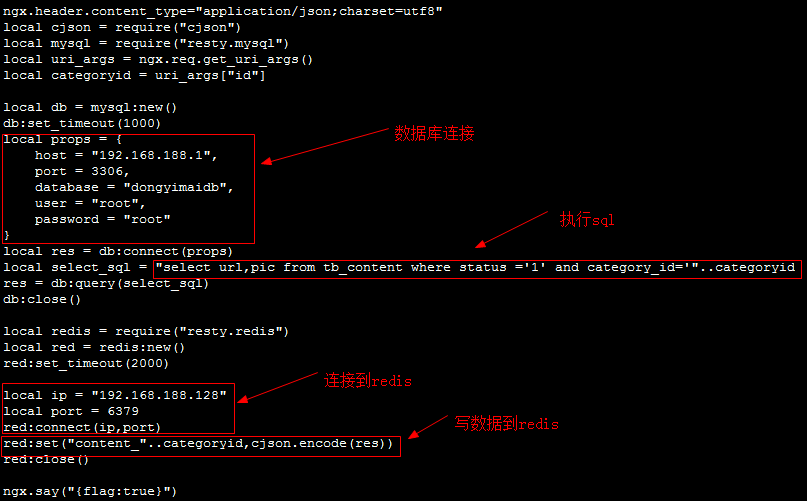 ngx.header.content_type="application/json;charset=utf8"
local cjson = require("cjson")
local mysql = require("resty.mysql")
local uri_args = ngx.req.get_uri_args()
local categoryid = uri_args["id"]
local db = mysql:new()
db:set_timeout(1000)
local props = {
数据库连接
host = "192.168.188.1",
port = 3306,
database = "dongyimaidb",
user = "root",
password = "root"
}
执行sql
local res = db:connect(props)
local select_sql = "select url,pic from tb_content where status ='1' and category_id='"..categoryid
res = db:query(select_sql)
db:close()
local redis = require("resty.redis")
local red = redis:new()
red:set_timeout(2000)
连接到redis
local ip = "192.168.188.128"
local port = 6379
red:connect(ip,port)
写数据到redis
red:set("content_"..categoryid,cjson.encode(res))
red:close()
ngx.say("{flag:true}")